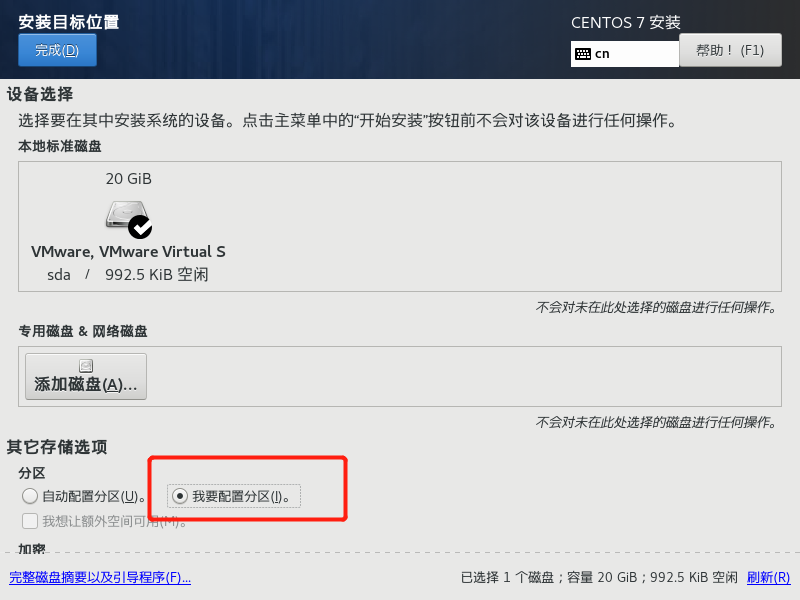 安装目标位置
CENTOS 7 安装
完成(D)
cn
帮助！(F1)
设备选择
选择要在其中安装系统的设备。点击主菜单中的“开始安装”按钮前不会对该设备进行任何操作。
本地标准磁盘
20 GiB
VMware, VMware Virtual S
sda / 992.5 KiB 空闲
不会对未在此处选择的磁盘进行任何操作。
专用磁盘 & 网络磁盘
添加磁盘(A)...
不会对未在此处选择的磁盘进行任何操作。
其它存储选项
分区
自动配置分区(U)。 我要配置分区(I)。
我想让额外空间可用(M)。
加密
完整磁盘摘要以及引导程序(F)...
已选择 1 个磁盘；容量 20 GiB；992.5 KiB 空闲 刷新(R)